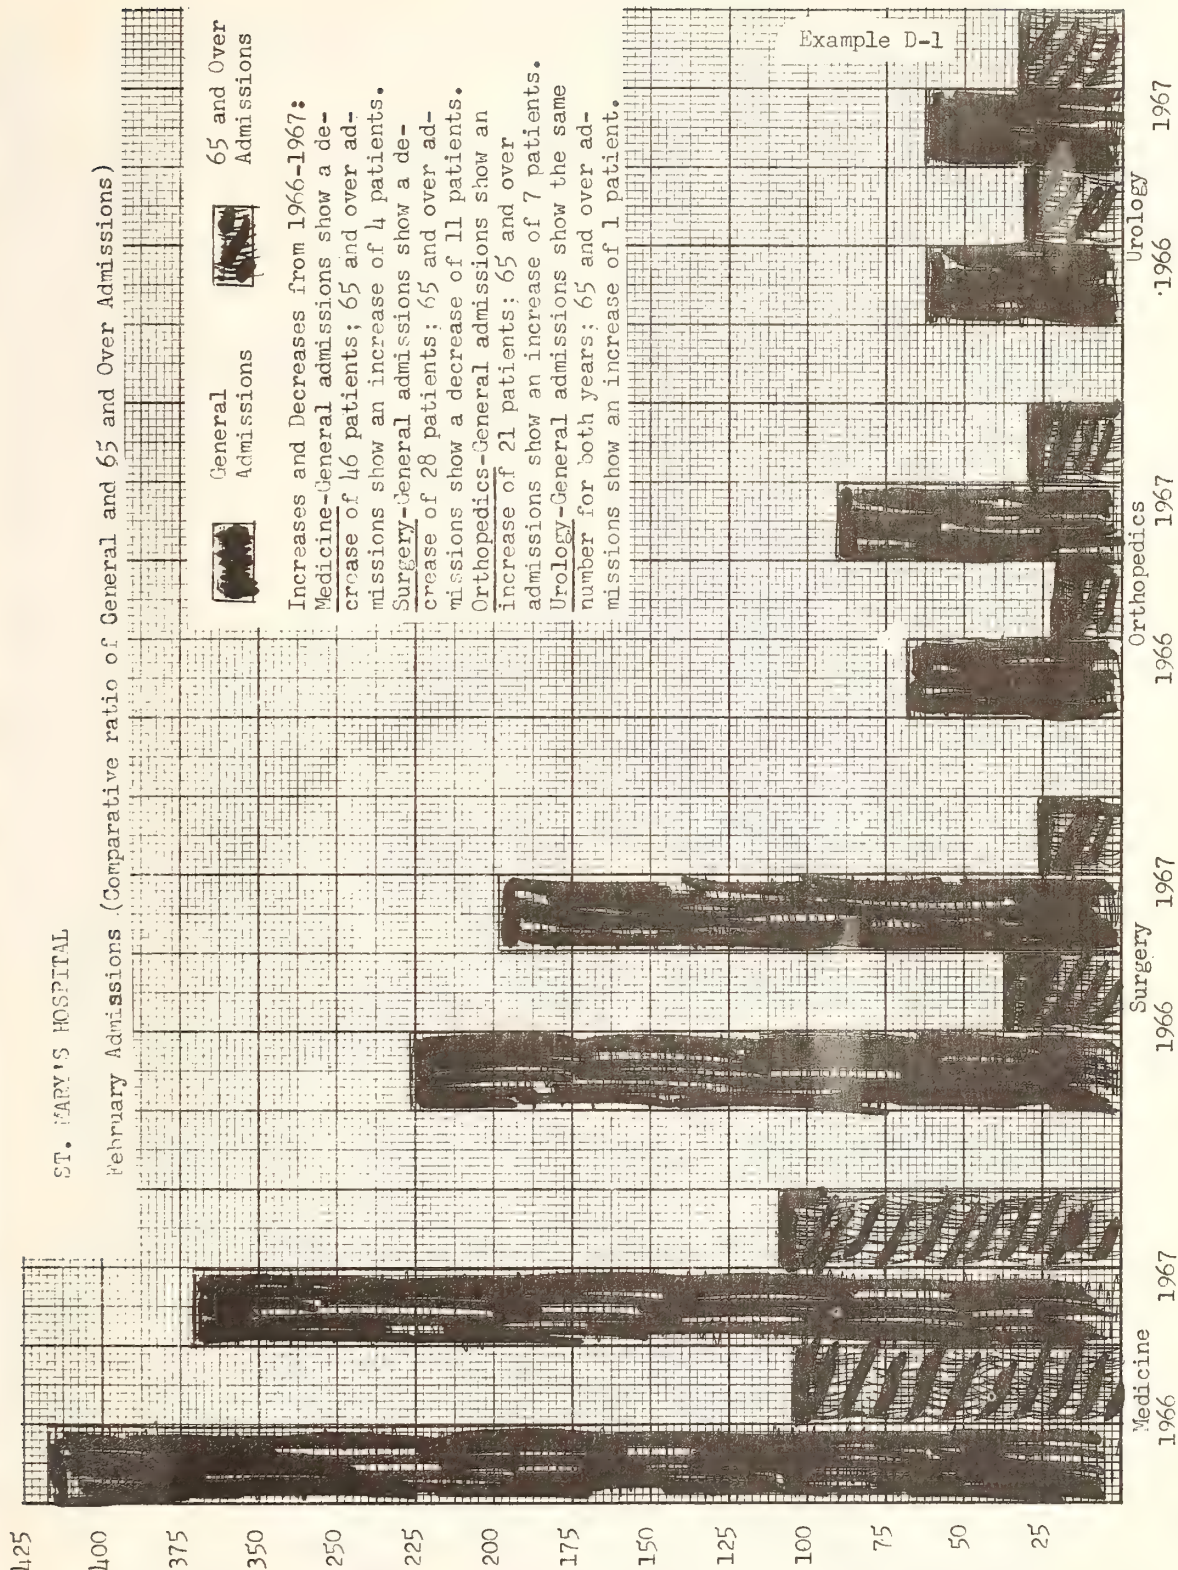 ST. MARY'S HOSPITAL
February Admissions (Comparative ratio of General and 65 and Over Admissions)
General
Admissions
65 and Over
Admissions
Increases and Decreases from 1966-1967:
Medicine-General admissions show a de-
crease of 46 patients; 65 and over ad-
missions show an increase of 4 patients.
Surgery-General admissions show a de-
crease of 28 patients; 65 and over ad-
missions show a decrease of 11 patients.
Orthopedics-General admissions show an
increase of 21 patients; 65 and over
admissions show an increase of 7 patients.
Urology-General admissions show the same
number for both years; 65 and over ad-
missions show an increase of 1 patient.
Example D-1
425
400
375
350
250
225
200
175
150
125
100
75
50
25
Medicine
1966 1967
Surgery
1966 1967
Orthopedics
1966 1967
Urology
1966 1967